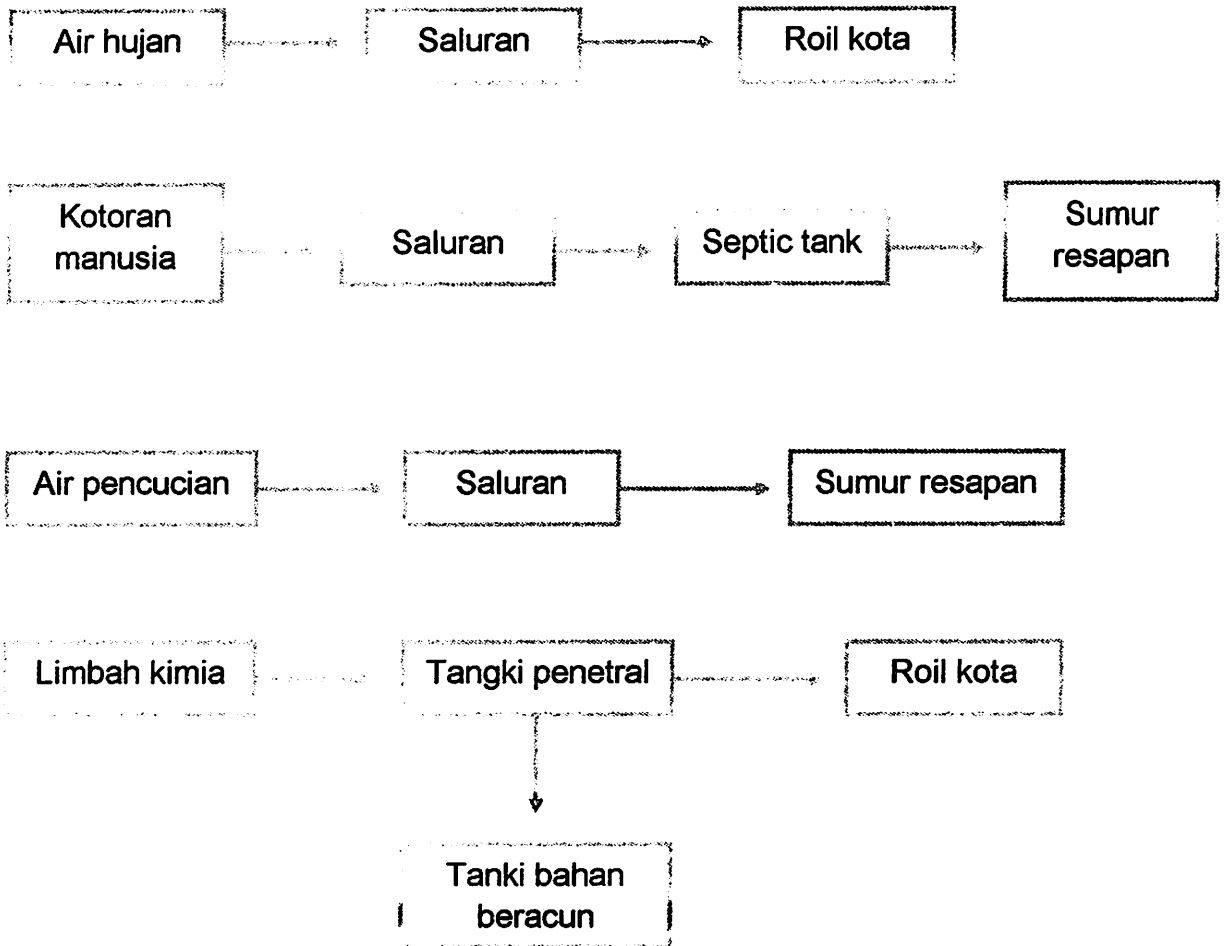 Air hujan
Saluran
Roil kota
Kotoran
manusia
Saluran
Septic tank
Sumur
resapan
Air pencucian
Saluran
Sumur resapan
Limbah kimia
Tangki penetral
Roil kota
Tanki bahan
beracun